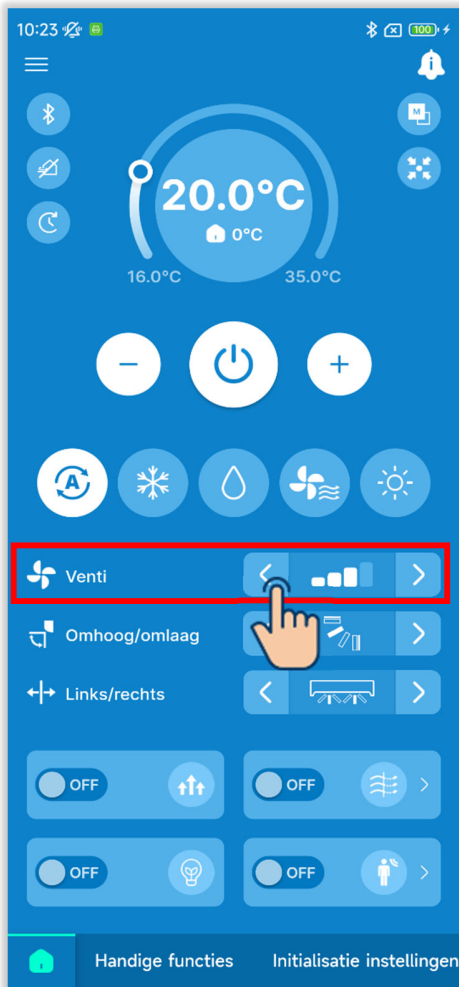 10:23
100
M
20.0°C
0°C
16.0°C
35.0°C
A
Venti
Omhoog/omlaag
Links/rechts
OFF
OFF
OFF
OFF
Handige functies
Initialisatie instellingen